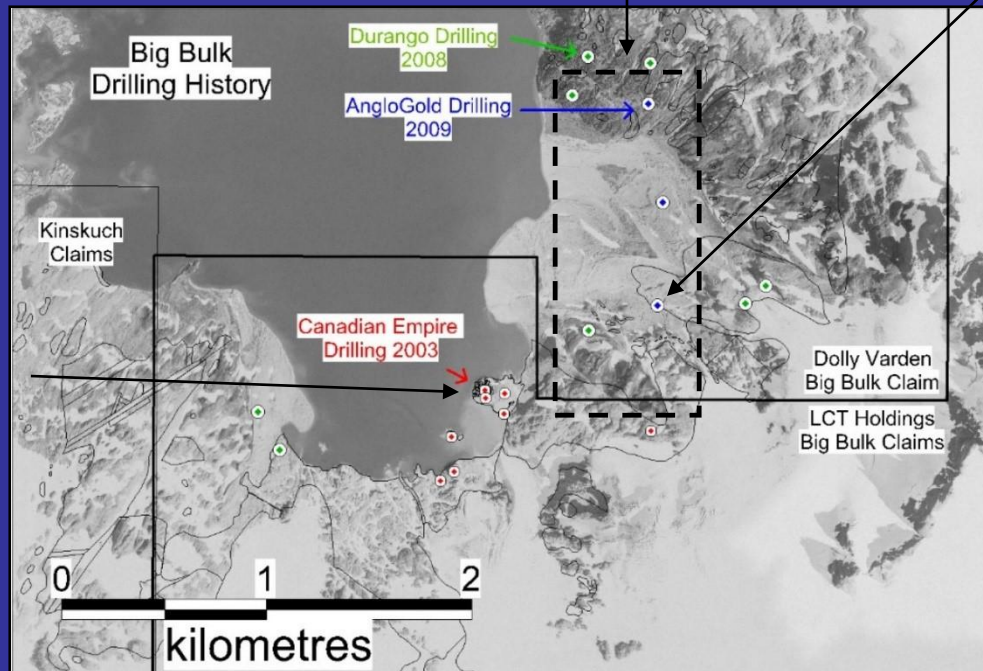 Big Bulk
Drilling History
Durango Drilling
2008
AngloGold Drilling
2009
Kinskuch
Claims
Canadian Empire
Drilling 2003
Dolly Varden
Big Bulk Claim
LCT Holdings
Big Bulk Claims
0 1 2
kilometres